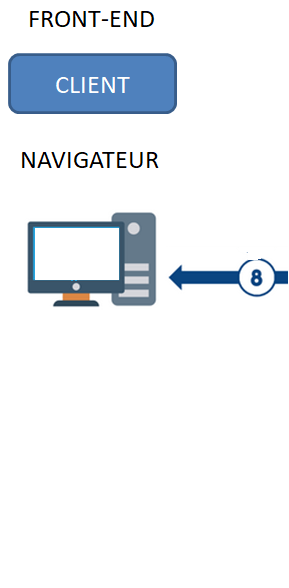 FRONT-END
CLIENT
NAVIGATEUR
8